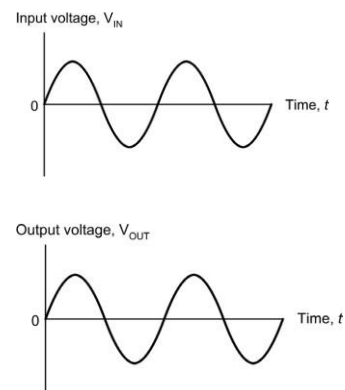 Input voltage, V_IN
0
Time, t
Output voltage, V_OUT
0
Time, t